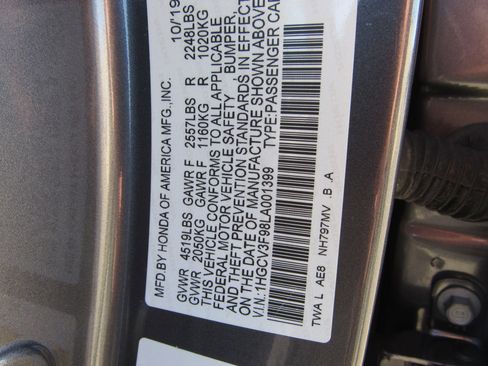 MFD.BY HONDA OF AMERICA MFG.,INC. 10/19
GVWR 4519LBS GAWR F 2557LBS R 2248LBS
GVWR 2050KG GAWR F 1160KG R 1020KG
THIS VEHICLE CONFORMS TO ALL APPLICABLE
FEDERAL MOTOR VEHICLE SAFETY BUMPER,
AND THEFT PREVENTION STANDARDS IN EFFECT
ON THE DATE OF MANUFACTURE SHOWN ABOVE
V.I.N.:1HGCV3F98LA001399 TYPE:PASSENGER CAR
TWA L AE8 NH797MV .B .A